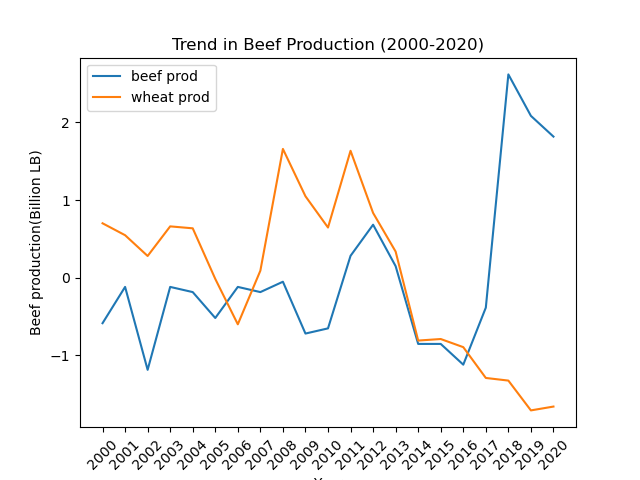 Trend in Beef Production (2000-2020)
beef prod
wheat prod
Beef production(Billion LB)
2
1
0
−1
2000 2001 2002 2003 2004 2005 2006 2007 2008 2009 2010 2011 2012 2013 2014 2015 2016 2017 2018 2019 2020